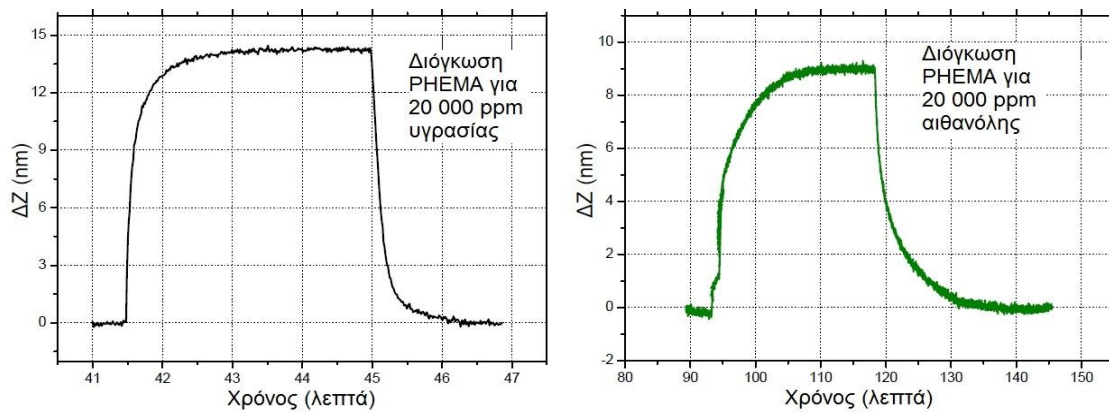 15
12
9
6
3
0
ΔZ (nm)
41 42 43 44 45 46 47
Χρόνος (λεπτά)
Διόγκωση
PHEMA για
20 000 ppm
υγρασίας
10
8
6
4
2
0
-2
ΔZ (nm)
80 90 100 110 120 130 140 150
Χρόνος (λεπτά)
Διόγκωση
PHEMA για
20 000 ppm
αιθανόλης